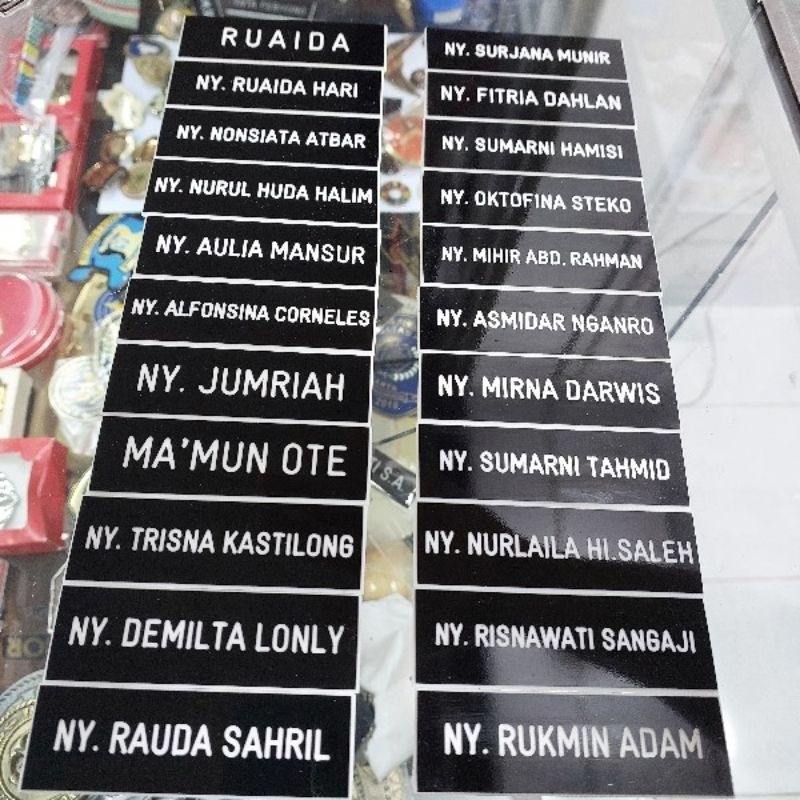 RUAIDA
NY. RUAIDA HARI
NY. NONSIATA ATBAR
NY. NURUL HUDA HALIM
NY. AULIA MANSUR
NY. ALFONSINA CORNELES
NY. JUMRIAH
MA'MUN OTE
NY. TRISNA KASTILONG
NY. DEMILTA LONLY
NY. RAUDA SAHRIL
NY. SURJANA MUNIR
NY. FITRIA DAHLAN
NY. SUMARNI HAMISI
NY. OKTOFINA STEKO
NY. MIHIR ABD. RAHMAN
NY. ASMIDAR NGANRO
NY. MIRNA DARWIS
NY. SUMARNI TAHMID
NY. NURLAILA HI.SALEH
NY. RISNAWATI SANGAJI
NY. RUKMIN ADAM